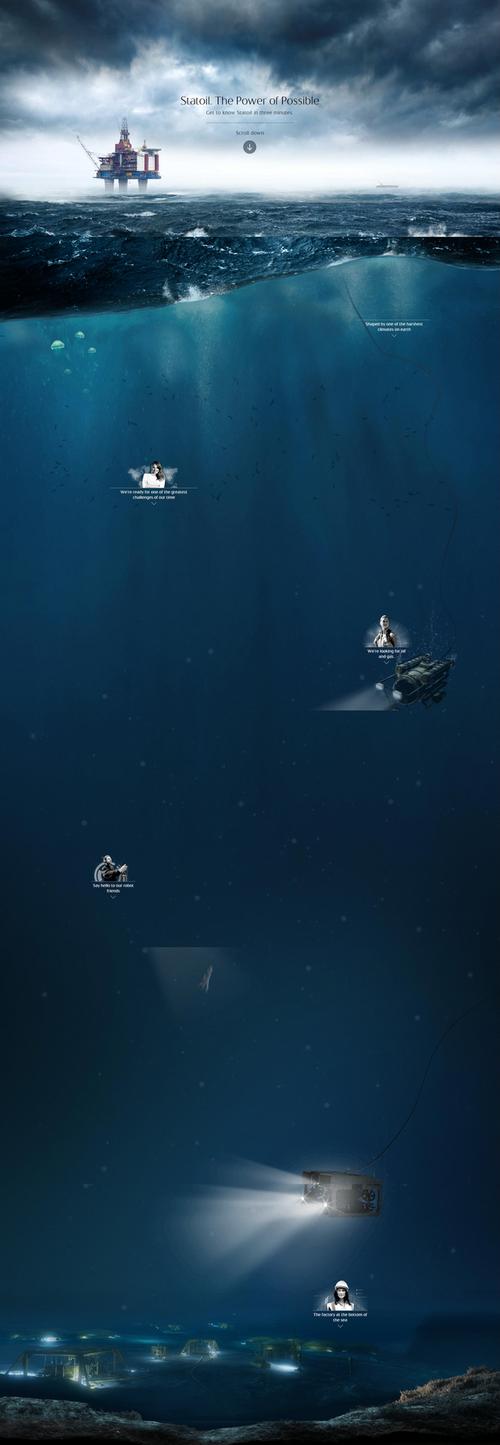 Statoil. The Power of Possible
Get to know Statoil in three minutes
Scroll down
Shaped by one of the harshest
climates on earth
We're ready for one of the greatest
challenges of our time
We're looking for oil
and gas
Say hello to our robot
friends
The factory at the bottom of
the sea